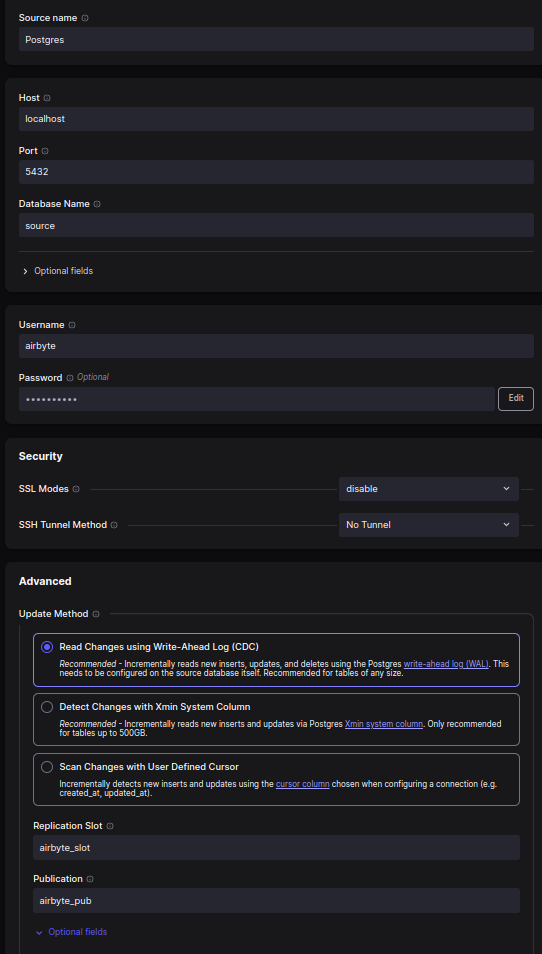 Source name
Postgres
Host
localhost
Port
5432
Database Name
source
Optional fields
Username
airbyte
Password Optional
••••••••••
Edit
Security
SSL Modes
disable
SSH Tunnel Method
No Tunnel
Advanced
Update Method
Read Changes using Write-Ahead Log (CDC)
Recommended - Incrementally reads new inserts, updates, and deletes using the Postgres write-ahead log (WAL). This
needs to be configured on the source database itself. Recommended for tables of any size.
Detect Changes with Xmin System Column
Recommended - Incrementally reads new inserts and updates via Postgres Xmin system column. Only recommended
for tables up to 500GB.
Scan Changes with User Defined Cursor
Incrementally detects new inserts and updates using the cursor column chosen when configuring a connection (e.g.
created_at, updated_at).
Replication Slot
airbyte_slot
Publication
airbyte_pub
Optional fields